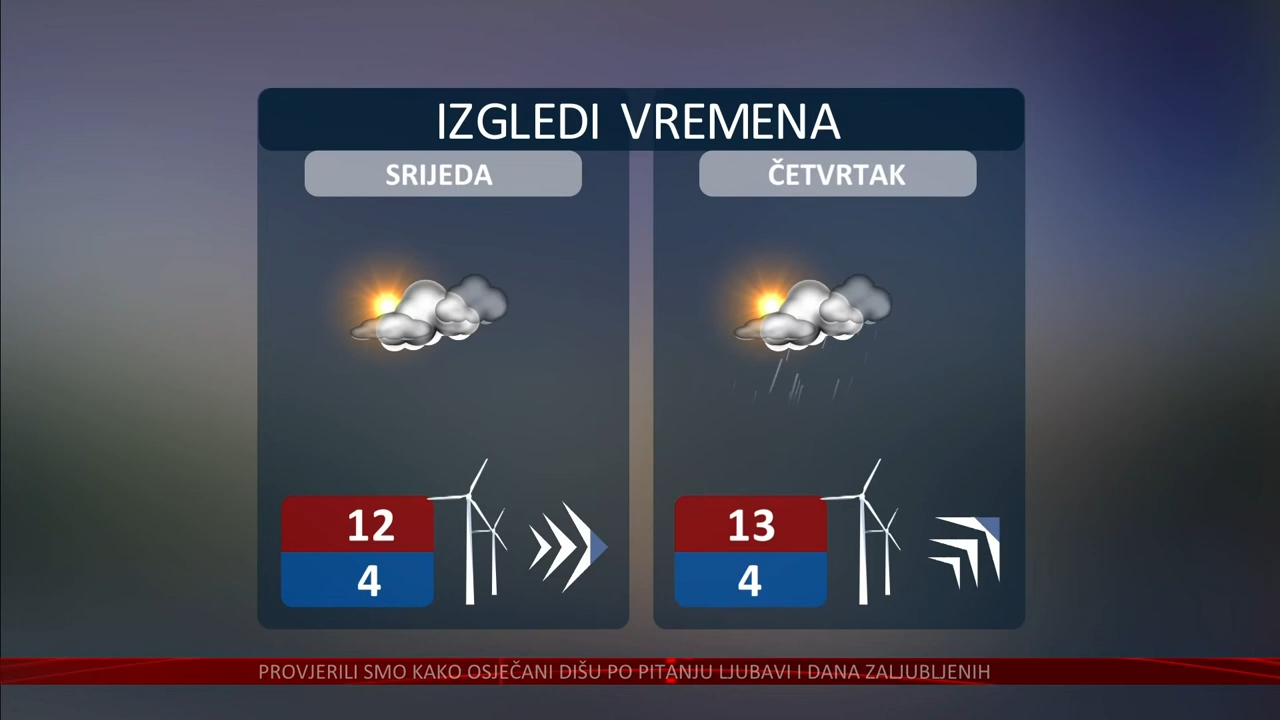 IZGLEDI VREMENA
SRIJEDA
ČETVRTAK
12
4
13
4
PROVJERILI SMO KAKO OSJEČANI DIŠU PO PITANJU LJUBAVI I DANA ZALJUBLJENIH